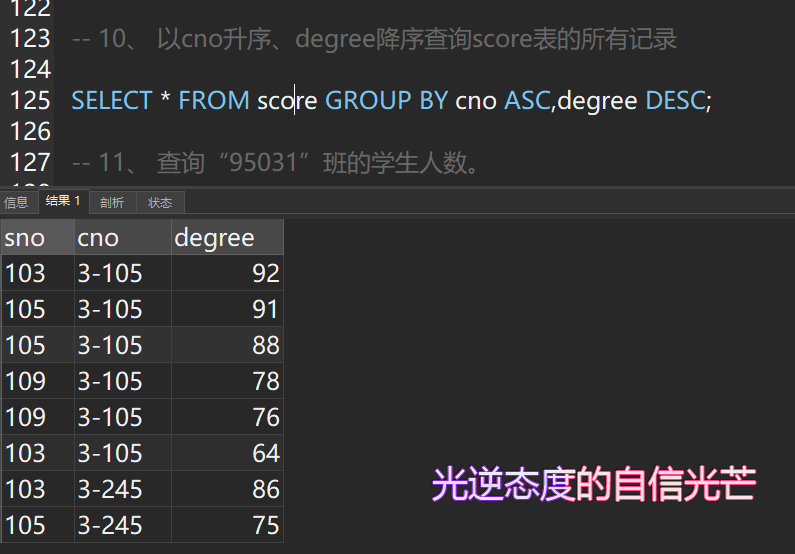 122
123 -- 10、 以cno升序、degree降序查询score表的所有记录
124
125 SELECT * FROM score GROUP BY cno ASC,degree DESC;
126
127 -- 11、 查询“95031”班的学生人数。
信息 结果 1 剖析 状态
sno cno degree
103 3-105 92
105 3-105 91
105 3-105 88
109 3-105 78
109 3-105 76
103 3-105 64
103 3-245 86
105 3-245 75
光逆态度的自信光芒